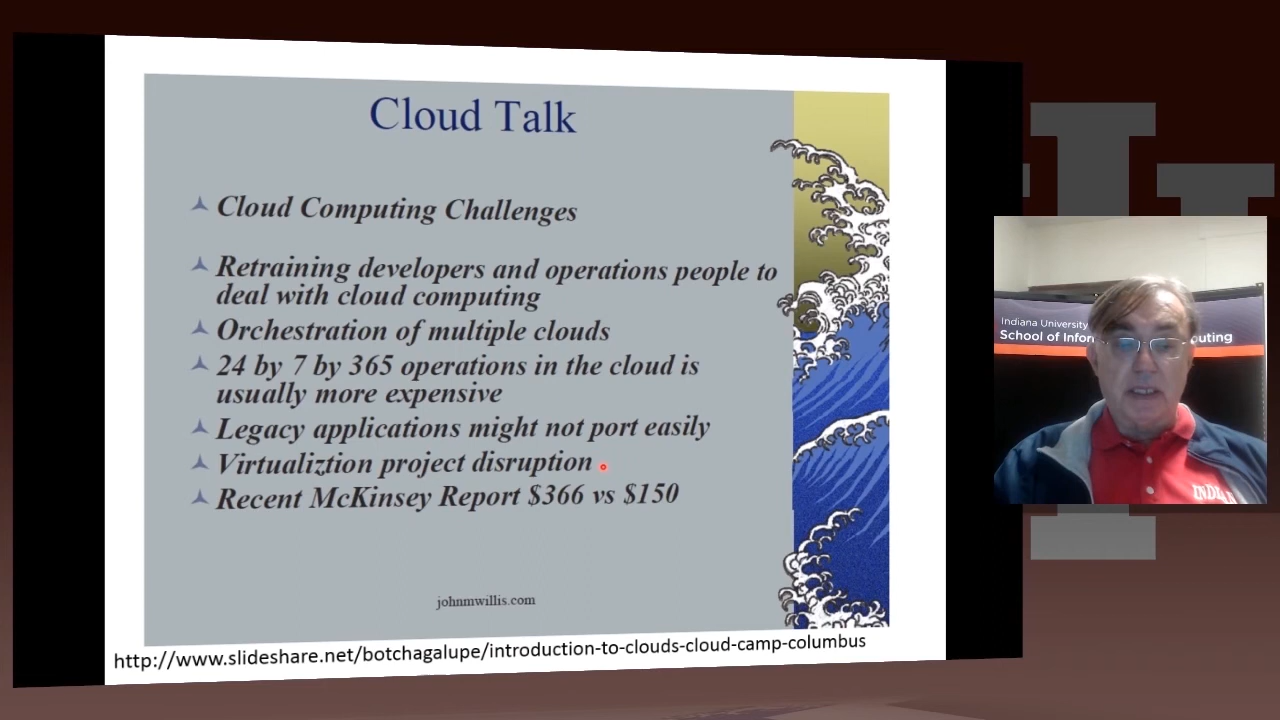 Cloud Talk
Cloud Computing Challenges
Retraining developers and operations people to
deal with cloud computing
Orchestration of multiple clouds
24 by 7 by 365 operations in the cloud is
usually more expensive
Legacy applications might not port easily
Virtualiztion project disruption
Recent McKinsey Report $366 vs $150
johnmwillis.com
http://www.slideshare.net/botchagalupe/introduction-to-clouds-cloud-camp-columbus
Indiana University
School of Infor uting